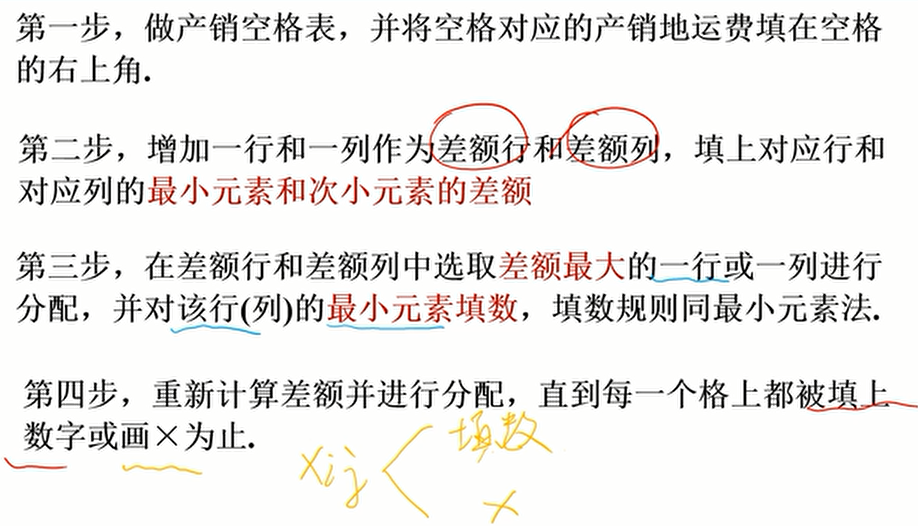 第一步，做产销空格表，并将空格对应的产销地运费填在空格
的右上角.
第二步，增加一行和一列作为差额行和差额列，填上对应行和
对应列的最小元素和次小元素的差额
第三步，在差额行和差额列中选取差额最大的一行或一列进行
分配，并对该行(列)的最小元素填数，填数规则同最小元素法.
第四步，重新计算差额并进行分配，直到每一个格上都被填上
数字或画×为止.
填数
xij
×